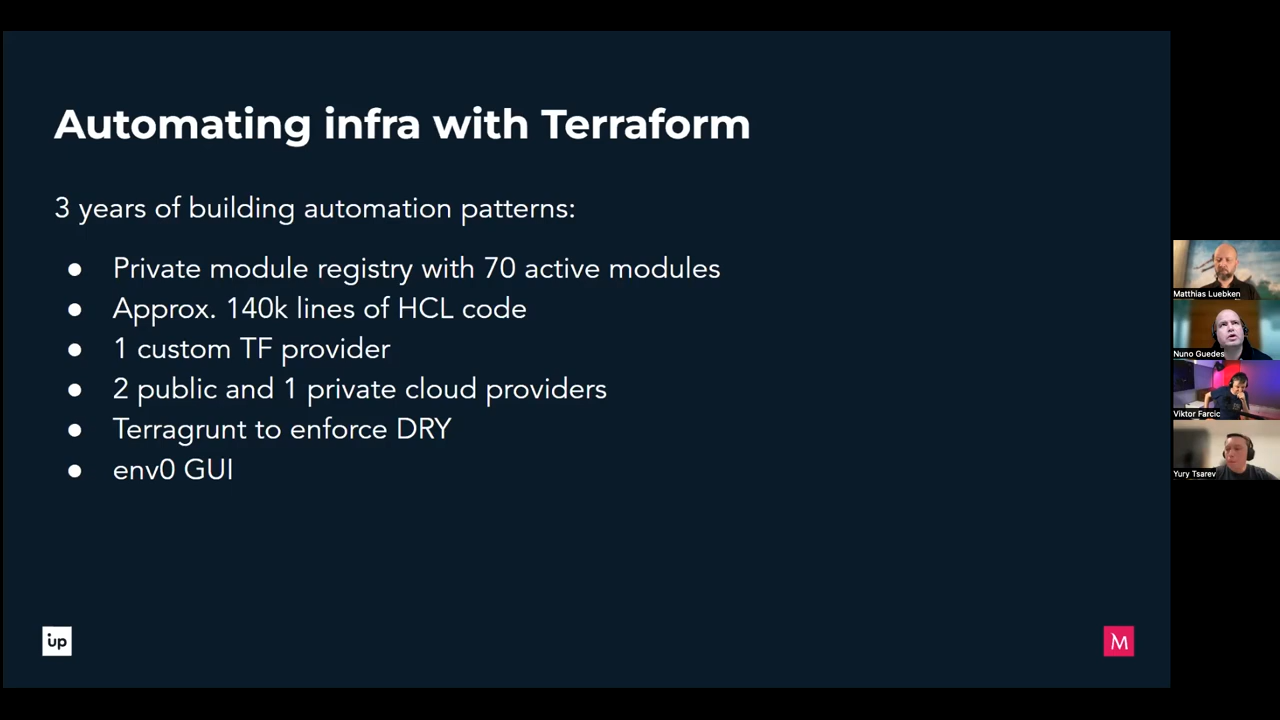 Automating infra with Terraform
3 years of building automation patterns:
● Private module registry with 70 active modules
● Approx. 140k lines of HCL code
● 1 custom TF provider
● 2 public and 1 private cloud providers
● Terragrunt to enforce DRY
● env0 GUI
up
M
Matthias Luebken
Nuno Guedes
Viktor Farcic
Yury Tsarev